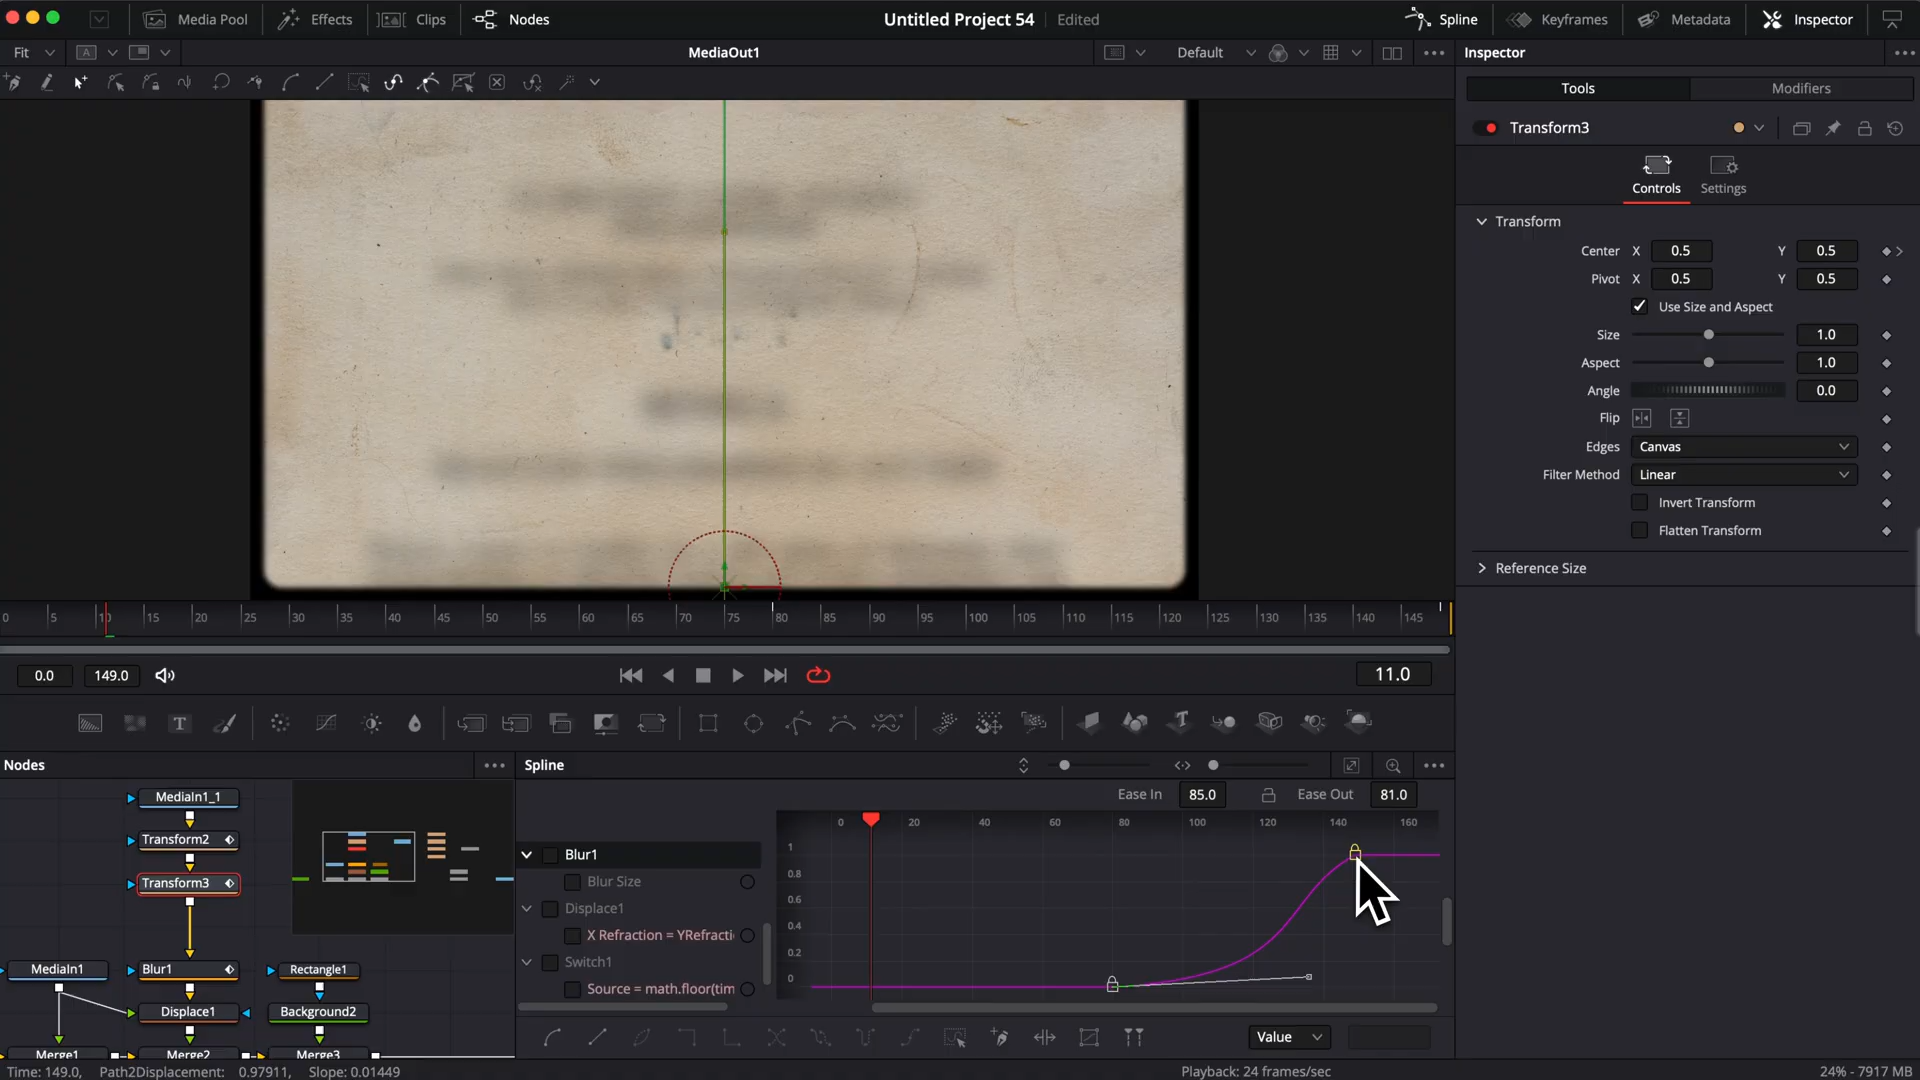 Media Pool Effects Clips Nodes Untitled Project 54 Edited Spline Keyframes Metadata Inspector
Fit A MediaOut1 Default Inspector
Tools Modifiers
Transform3
Controls Settings
Transform
Center X 0.5 Y 0.5
Pivot X 0.5 Y 0.5
Use Size and Aspect
Size 1.0
Aspect 1.0
Angle 0.0
Flip
Edges Canvas
Filter Method Linear
Invert Transform
Flatten Transform
Reference Size
0 5 10 15 20 25 30 35 40 45 50 55 60 65 70 75 80 85 90 95 100 105 110 115 120 125 130 135 140 145
0.0 149.0 11.0
T T
Nodes Spline
Ease In 85.0 Ease Out 81.0
0 20 40 60 80 100 120 140 160
1
0.8
0.6
0.4
0.2
0
Blur1
Blur Size
Displace1
X Refraction = YRefracti
Switch1
Source = math.floor(tim
MediaIn1_1
Transform2
Transform3
MediaIn1 Blur1 Rectangle1
Displace1 Background2
Merge1 Merge2 Merge3
Value
Time: 149.0, Path2Displacement: 0.97911, Slope: 0.01449 Playback: 24 frames/sec 24% - 7917 MB